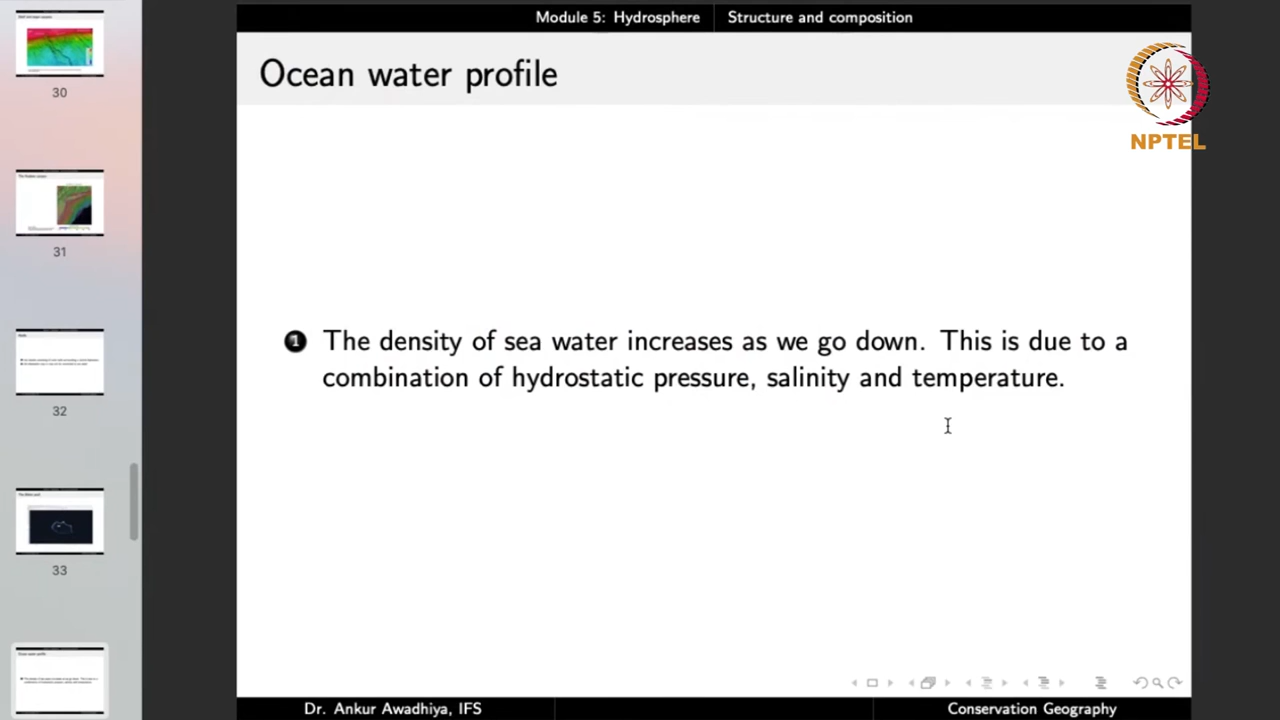 Module 5: Hydrosphere
Structure and composition
Ocean water profile
NPTEL
1 The density of sea water increases as we go down. This is due to a
combination of hydrostatic pressure, salinity and temperature.
30
31
32
33
Dr. Ankur Awadhiya, IFS
Conservation Geography